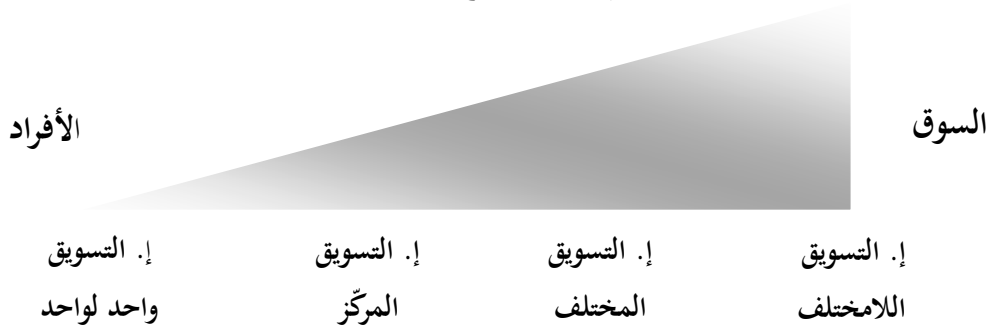 السوق
الأفراد
إ. التسويق
اللامختلف
إ. التسويق
المختلف
إ. التسويق
المركّز
إ. التسويق
واحد لواحد